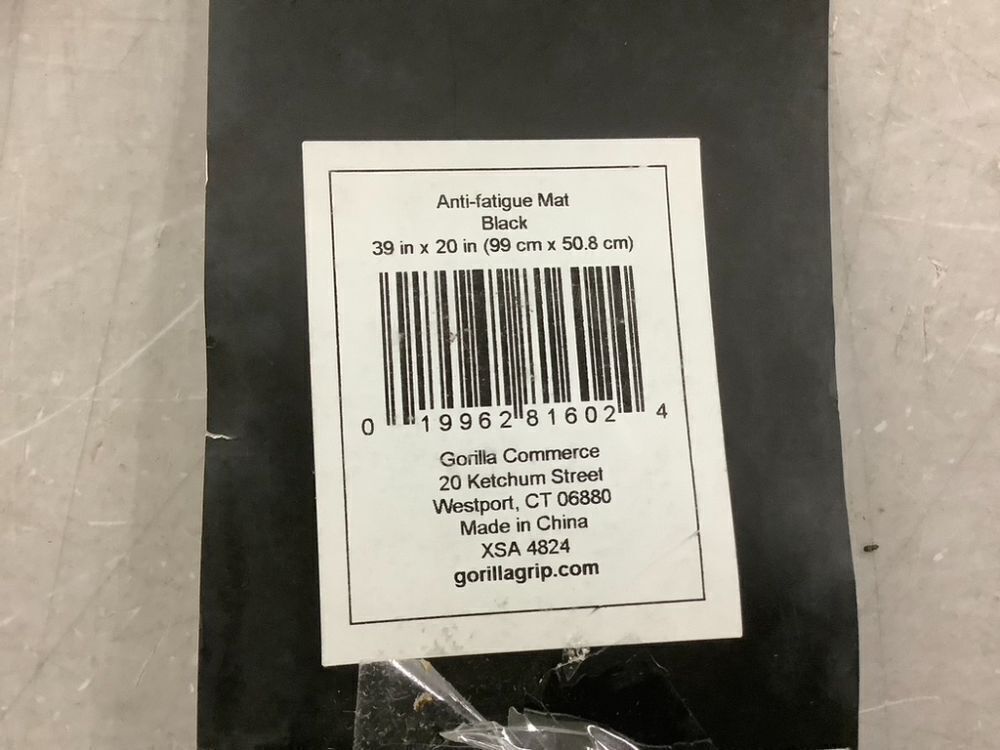 Anti-fatigue Mat
Black
39 in x 20 in (99 cm x 50.8 cm)
0 19962 81602 4
Gorilla Commerce
20 Ketchum Street
Westport, CT 06880
Made in China
XSA 4824
gorillagrip.com